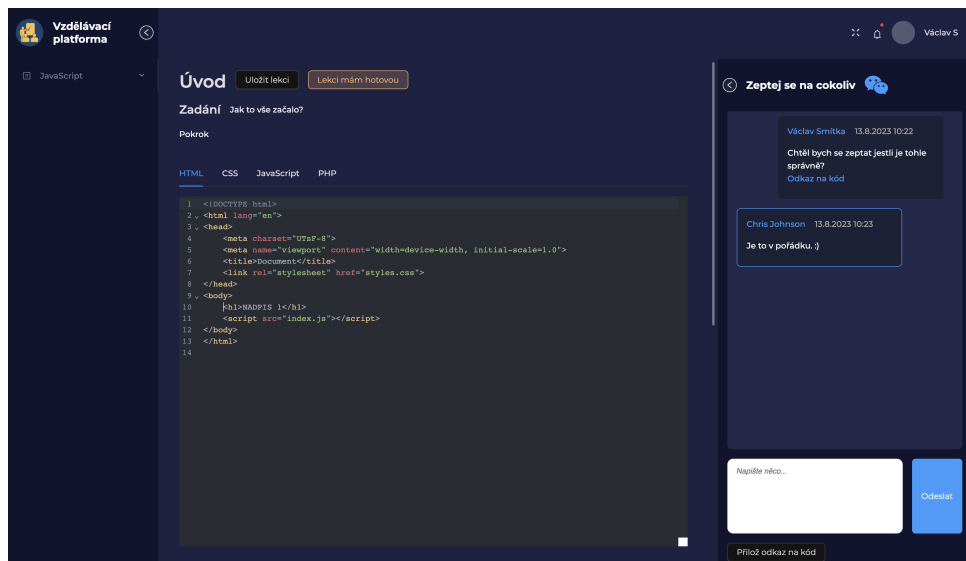 Vzdělávací
platforma
Václav S
JavaScript
Úvod
Uložit lekci
Lekci mám hotovou
Zadání Jak to vše začalo?
Pokrok
HTML CSS JavaScript PHP
1 <!DOCTYPE html>
2 <html lang="en">
3 <head>
4 <meta charset="UTsF-8">
5 <meta name="viewport" content="width=device-width, initial-scale=1.0">
6 <title>Document</title>
7 <link rel="stylesheet" href="styles.css">
8 </head>
9 <body>
10 <h1>NADPIS 1</h1>
11 <script src="index.js"></script>
12 </body>
13 </html>
14
Zeptej se na cokoliv
Václav Smítka 13.8.2023 10:22
Chtěl bych se zeptat jestli je tohle
správně?
Odkaz na kód
Chris Johnson 13.8.2023 10:23
Je to v pořádku. :)
Napište něco...
Odeslat
Přilož odkaz na kód